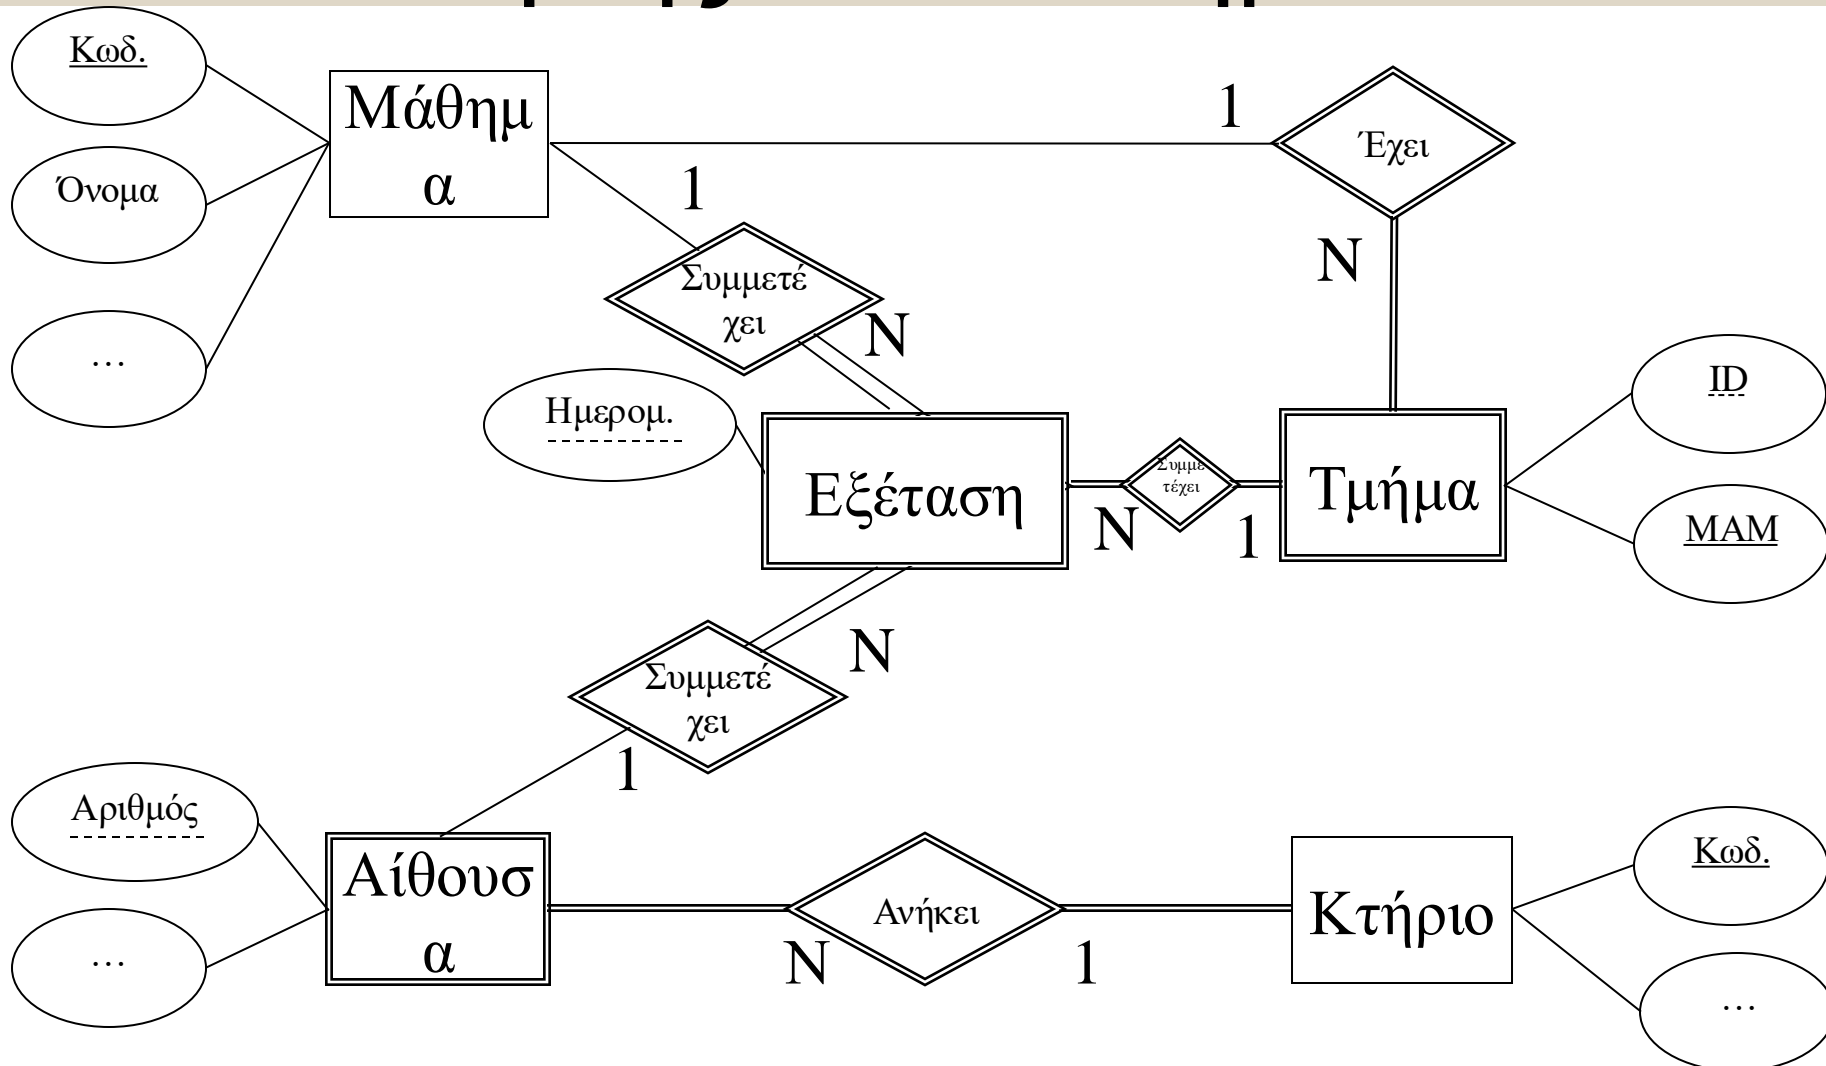 Κωδ.
Μάθημ
α
1
Έχει
Όνομα
1
Συμμετέ
χει
N
N
…
Ημερομ.
ID
Εξέταση
Συμμε
τέχει
Τμήμα
N
1
ΜΑΜ
Συμμετέ
χει
N
1
Αριθμός
Αίθουσ
α
Ανήκει
Κτήριο
Κωδ.
…
N
1
…